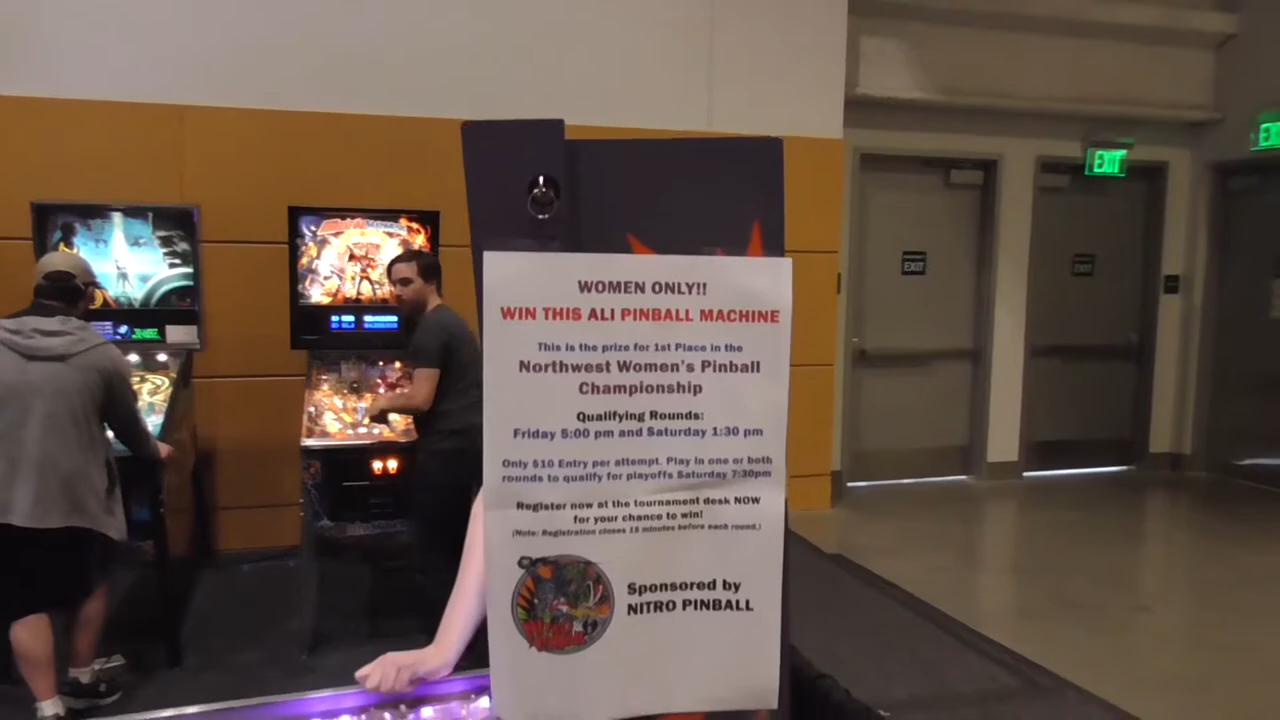 WOMEN ONLY!!
WIN THIS ALI PINBALL MACHINE
This is the prize for 1st Place in the
Northwest Women's Pinball
Championship
Qualifying Rounds:
Friday 5:00 pm and Saturday 1:30 pm
Only $10 Entry per attempt. Play in one or both
rounds to qualify for playoffs Saturday 7:30pm
Register now at the tournament desk NOW
for your chance to win!
(Note: Registration closes 15 minutes before each round.)
Sponsored by
NITRO PINBALL
EXIT
EXIT
EXIT